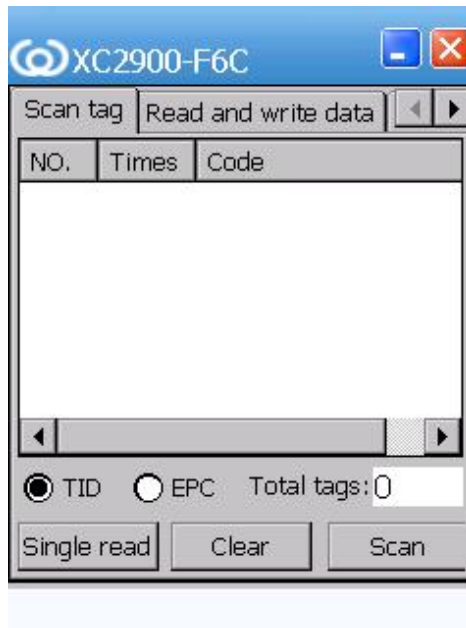 XC2900-F6C
Scan tag Read and write data
NO. Times Code
TID EPC Total tags: 0
Single read Clear Scan